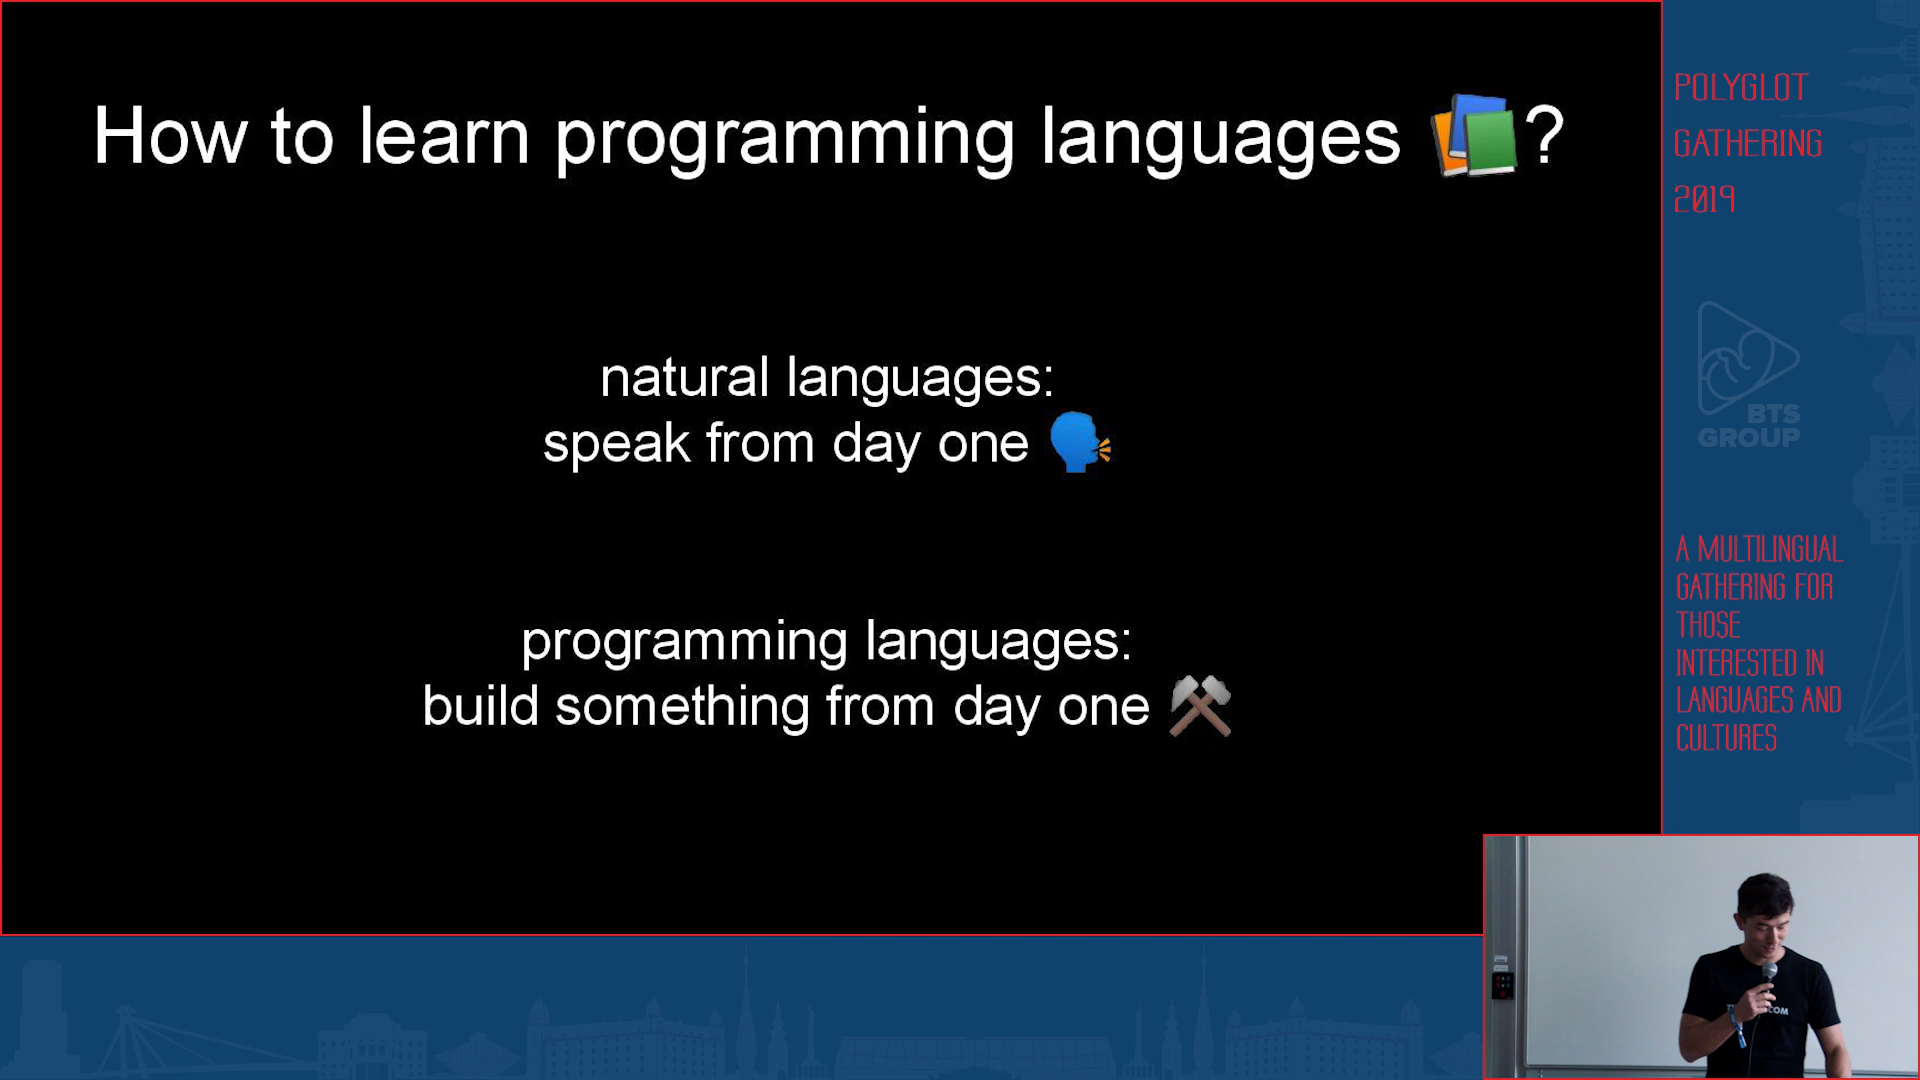 How to learn programming languages 📚?
natural languages:
speak from day one 🗣
programming languages:
build something from day one ⚒
POLYGLOT
GATHERING
2019
BTS
GROUP
A MULTILINGUAL
GATHERING FOR
THOSE
INTERESTED IN
LANGUAGES AND
CULTURES